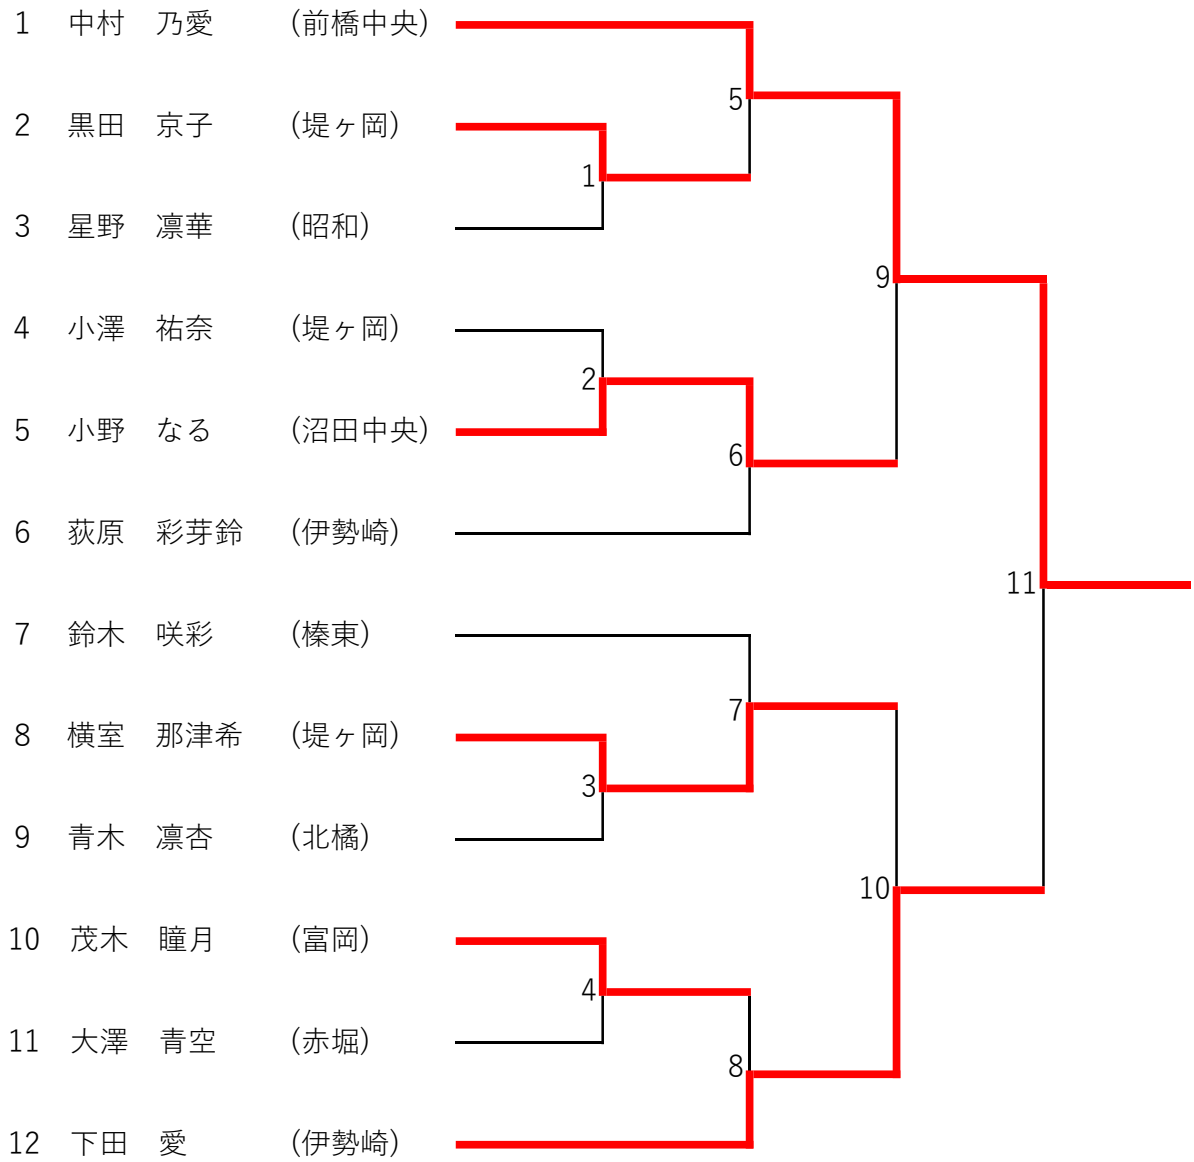 1 中村 乃愛 (前橋中央)
5
2 黒田 京子 (堤ヶ岡)
1
3 星野 凛華 (昭和)
9
4 小澤 祐奈 (堤ヶ岡)
2
5 小野 なる (沼田中央)
6
6 荻原 彩芽鈴 (伊勢崎)
11
7 鈴木 咲彩 (榛東)
7
8 横室 那津希 (堤ヶ岡)
3
9 青木 凛杏 (北橘)
10
10 茂木 瞳月 (富岡)
4
11 大澤 青空 (赤堀)
8
12 下田 愛 (伊勢崎)